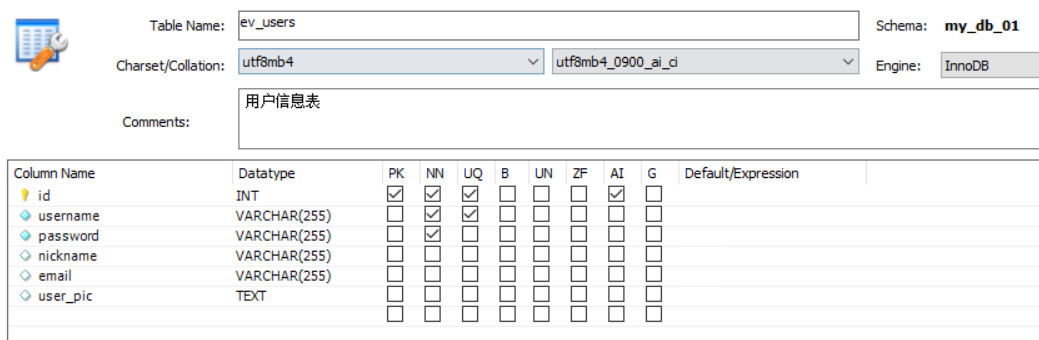 Table Name: ev_users Schema: my_db_01
Charset/Collation: utf8mb4 utf8mb4_0900_ai_ci Engine: InnoDB
Comments: 用户信息表
Column Name Datatype PK NN UQ B UN ZF AI G Default/Expression
id INT
username VARCHAR(255)
password VARCHAR(255)
nickname VARCHAR(255)
email VARCHAR(255)
user_pic TEXT